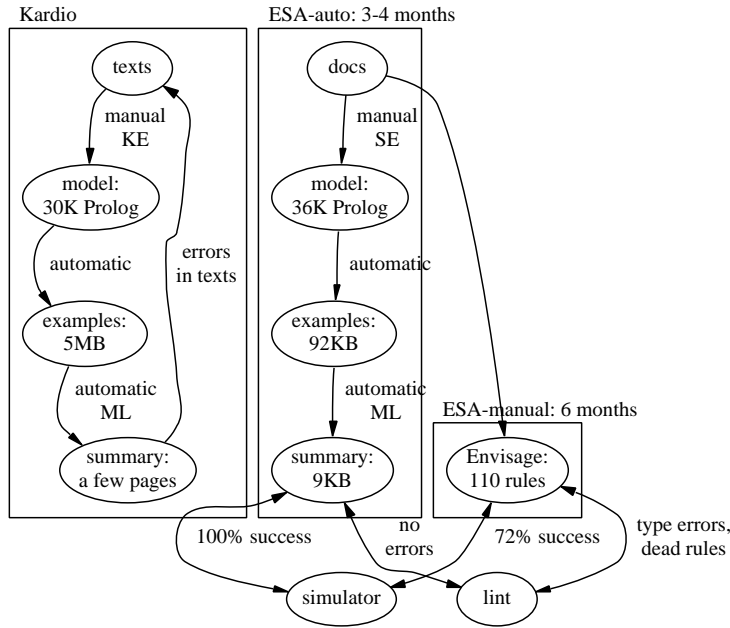 Kardio
ESA-auto: 3-4 months
texts
docs
manual
KE
manual
SE
model:
30K Prolog
model:
36K Prolog
errors
in texts
automatic
automatic
examples:
5MB
examples:
92KB
automatic
ML
automatic
ML
ESA-manual: 6 months
summary:
a few pages
summary:
9KB
Envisage:
110 rules
100% success
no
errors
72% success
type errors,
dead rules
simulator
lint